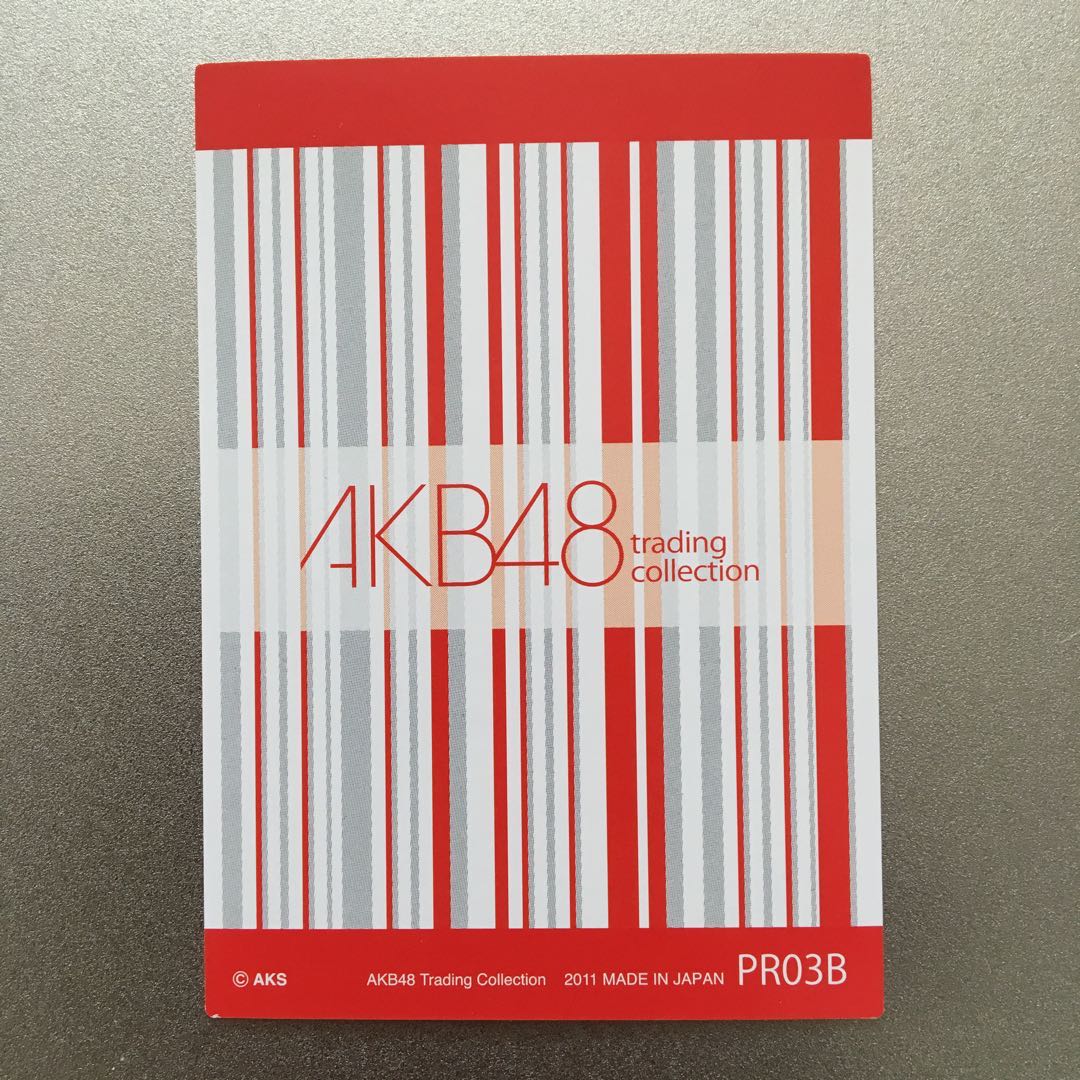 AKB48 trading
collection
© AKS AKB48 Trading Collection 2011 MADE IN JAPAN PR03B